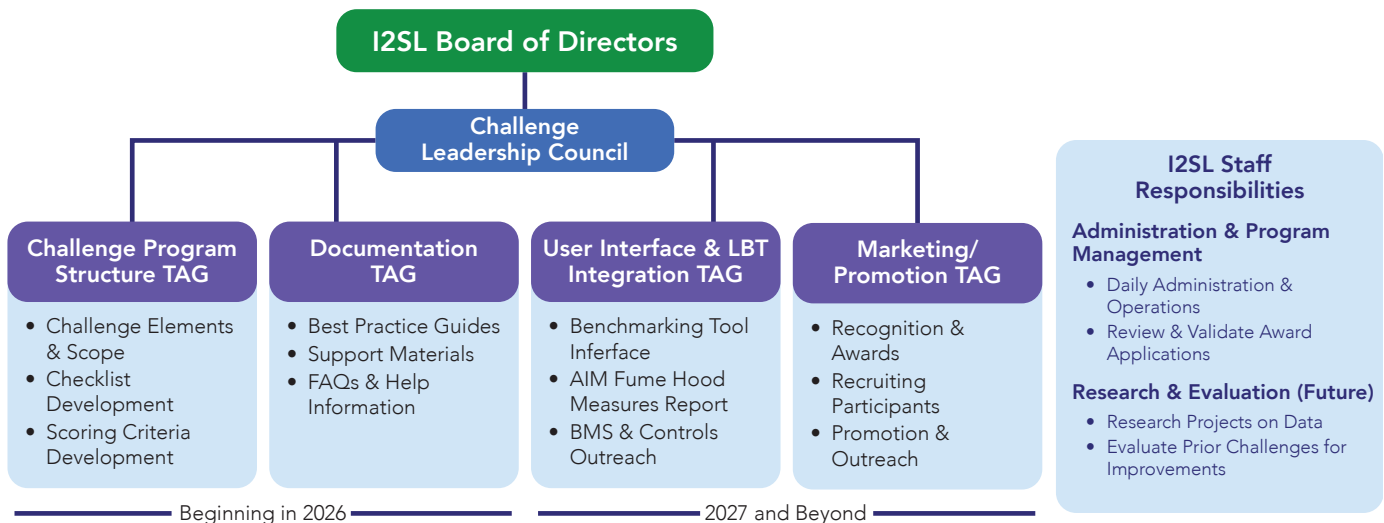 I2SL Board of Directors
Challenge
Leadership Council
Challenge Program
Structure TAG
• Challenge Elements
& Scope
• Checklist
Development
• Scoring Criteria
Development
Documentation
TAG
• Best Practice Guides
• Support Materials
• FAQs & Help
Information
User Interface & LBT
Integration TAG
• Benchmarking Tool
Inferface
• AIM Fume Hood
Measures Report
• BMS & Controls
Outreach
Marketing/
Promotion TAG
• Recognition &
Awards
• Recruiting
Participants
• Promotion &
Outreach
Beginning in 2026
2027 and Beyond
I2SL Staff
Responsibilities
Administration & Program
Management
• Daily Administration &
Operations
• Review & Validate Award
Applications
Research & Evaluation (Future)
• Research Projects on Data
• Evaluate Prior Challenges for
Improvements